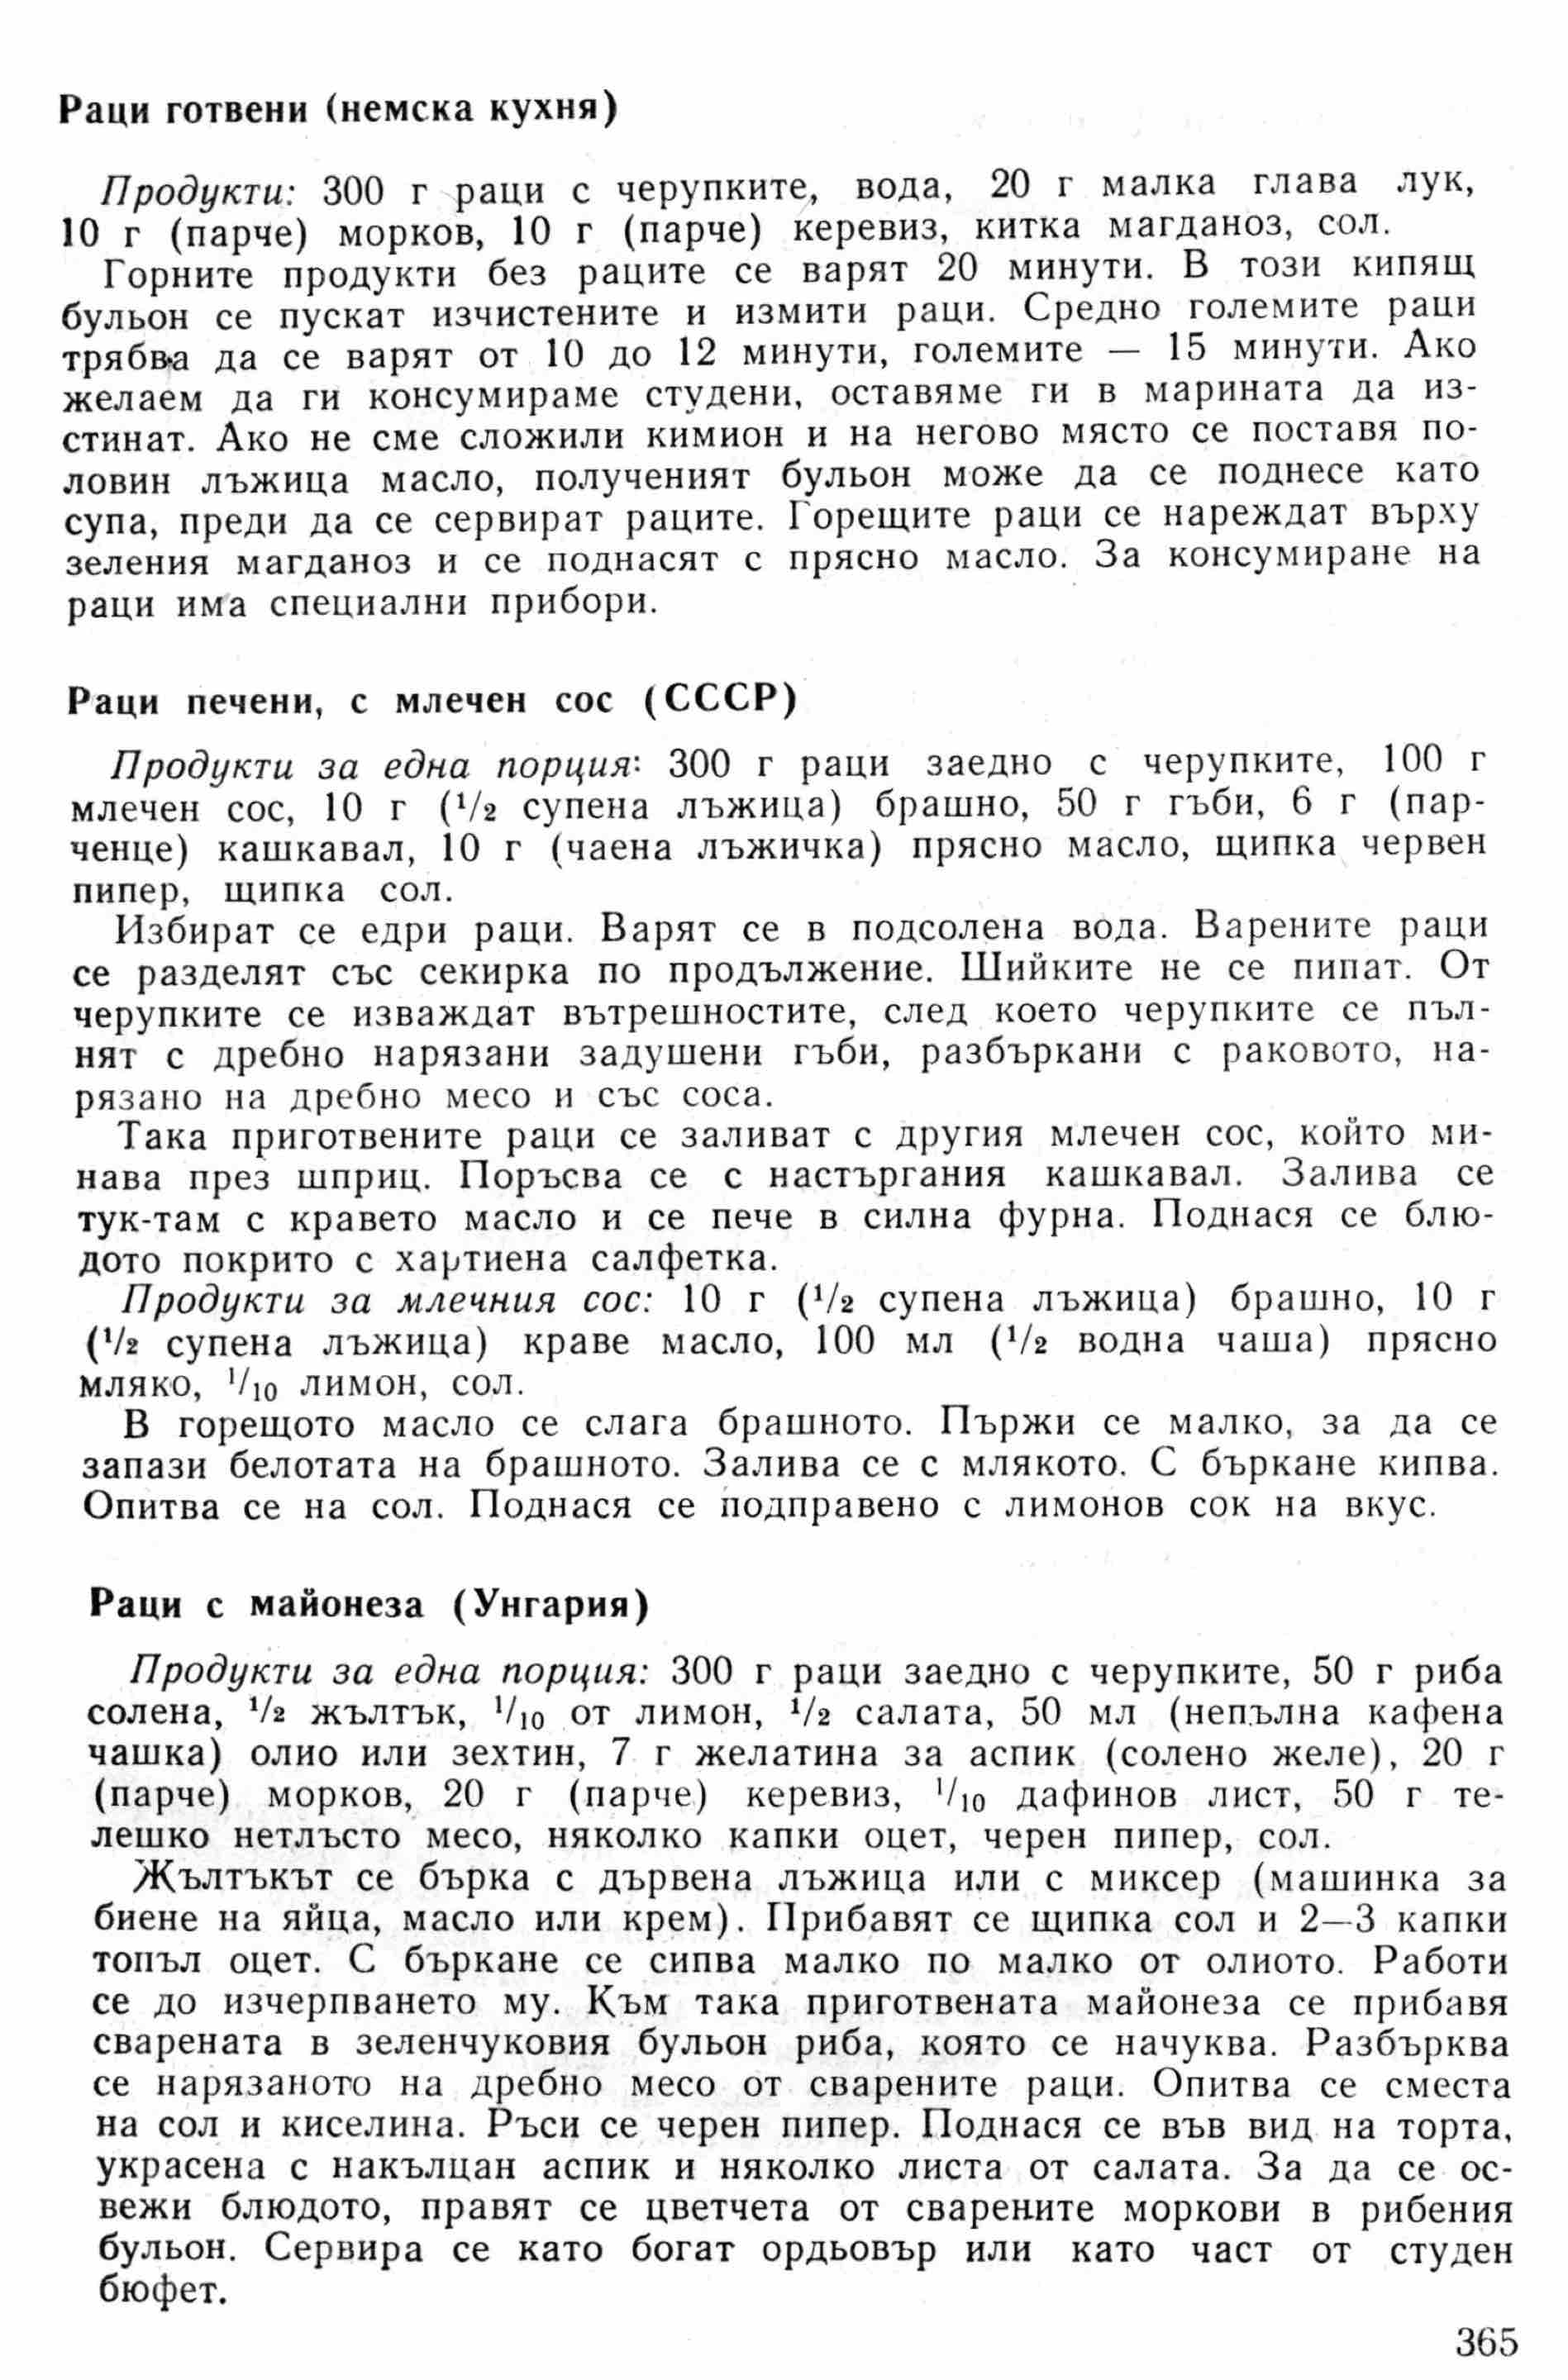 Раци готвени (немска кухня)
Продукти: 300 г раци с черупките, вода, 20 г малка глава лук,
10 г (парче) морков, 10 г (парче) керевиз, китка магданоз, сол.
Горните продукти без раците се варят 20 минути. В този кипящ
бульон се пускат изчистените и измити раци. Средно големите раци
трябва да се варят от 10 до 12 минути, големите — 15 минути. Ако
желаем да ги консумираме студени, оставяме ги в марината да из-
стинат. Ако не сме сложили кимион и на негово място се поставя по-
ловин лъжица масло, полученият бульон може да се поднесе като
супа, преди да се сервират раците. Горещите раци се нареждат върху
зеления магданоз и се поднасят с прясно масло. За консумиране на
раци има специални прибори.
Раци печени, с млечен сос (СССР)
Продукти за една порция: 300 г раци заедно с черупките, 100 г
млечен сос, 10 г (1/2 супена лъжица) брашно, 50 г гъби, 6 г (пар-
ченце) кашкавал, 10 г (чаена лъжичка) прясно масло, щипка червен
пипер, щипка сол.
Избират се едри раци. Варят се в подсолена вода. Варените раци
се разделят със секирка по продължение. Шийките не се пипат. От
черупките се изваждат вътрешностите, след което черупките се пъл-
нят с дребно нарязани задушени гъби, разбъркани с раковото, на-
рязано на дребно месо и със соса.
Така приготвените раци се заливат с другия млечен сос, който ми-
нава през шприц. Поръсва се с настъргания кашкавал. Залива се
тук-там с кравето масло и се пече в силна фурна. Поднася се блю-
дото покрито с хартиена салфетка.
Продукти за млечния сос: 10 г (1/2 супена лъжица) брашно, 10 г
(1/2 супена лъжица) краве масло, 100 мл (1/2 водна чаша) прясно
мляко, 1/10 лимон, сол.
В горещото масло се слага брашното. Пържи се малко, за да се
запази белотата на брашното. Залива се с млякото. С бъркане кипва.
Опитва се на сол. Поднася се подправено с лимонов сок на вкус.
Раци с майонеза (Унгария)
Продукти за една порция: 300 г раци заедно с черупките, 50 г риба
солена, 1/2 жълтък, 1/10 от лимон, 1/2 салата, 50 мл (непълна кафена
чашка) олио или зехтин, 7 г желатина за аспик (солено желе), 20 г
(парче) морков, 20 г (парче) керевиз, 1/10 дафинов лист, 50 г те-
лешко нетлъсто месо, няколко капки оцет, черен пипер, сол.
Жълтъкът се бърка с дървена лъжица или с миксер (машинка за
биене на яйца, масло или крем). Прибавят се щипка сол и 2—3 капки
топъл оцет. С бъркане се сипва малко по малко от олиото. Работи
се до изчерпването му. Към така приготвената майонеза се прибавя
сварената в зеленчуковия бульон риба, която се начуква. Разбърква
се нарязаното на дребно месо от сварените раци. Опитва се сместа
на сол и киселина. Ръси се черен пипер. Поднася се във вид на торта,
украсена с накълцан аспик и няколко листа от салата. За да се ос-
вежи блюдото, правят се цветчета от сварените моркови в рибения
бульон. Сервира се като богат ордьовър или като част от студен
бюфет.
365